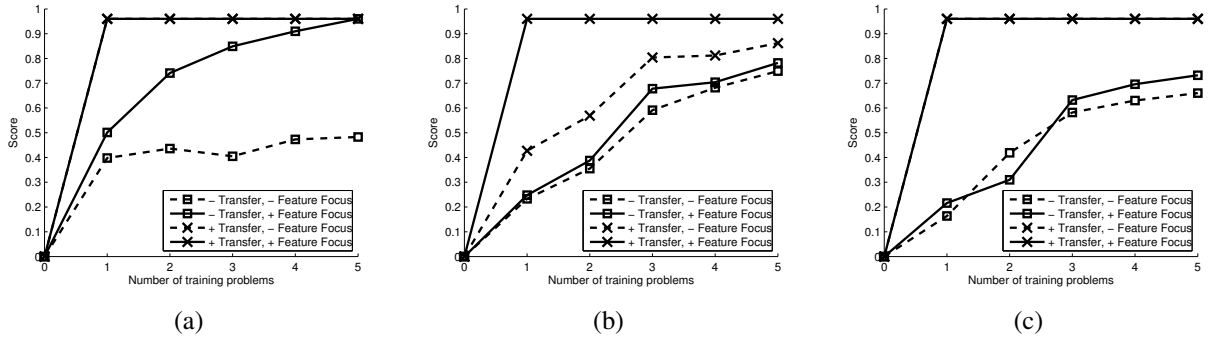 1
0.9
0.8
0.7
0.6
0.5
0.4
0.3
0.2
0.1
0
Score
0 1 2 3 4 5
Number of training problems
– Transfer, – Feature Focus
– Transfer, + Feature Focus
+ Transfer, – Feature Focus
+ Transfer, + Feature Focus
(a)
1
0.9
0.8
0.7
0.6
0.5
0.4
0.3
0.2
0.1
0
Score
0 1 2 3 4 5
Number of training problems
– Transfer, – Feature Focus
– Transfer, + Feature Focus
+ Transfer, – Feature Focus
+ Transfer, + Feature Focus
(b)
1
0.9
0.8
0.7
0.6
0.5
0.4
0.3
0.2
0.1
0
Score
0 1 2 3 4 5
Number of training problems
– Transfer, – Feature Focus
– Transfer, + Feature Focus
+ Transfer, – Feature Focus
+ Transfer, + Feature Focus
(c)